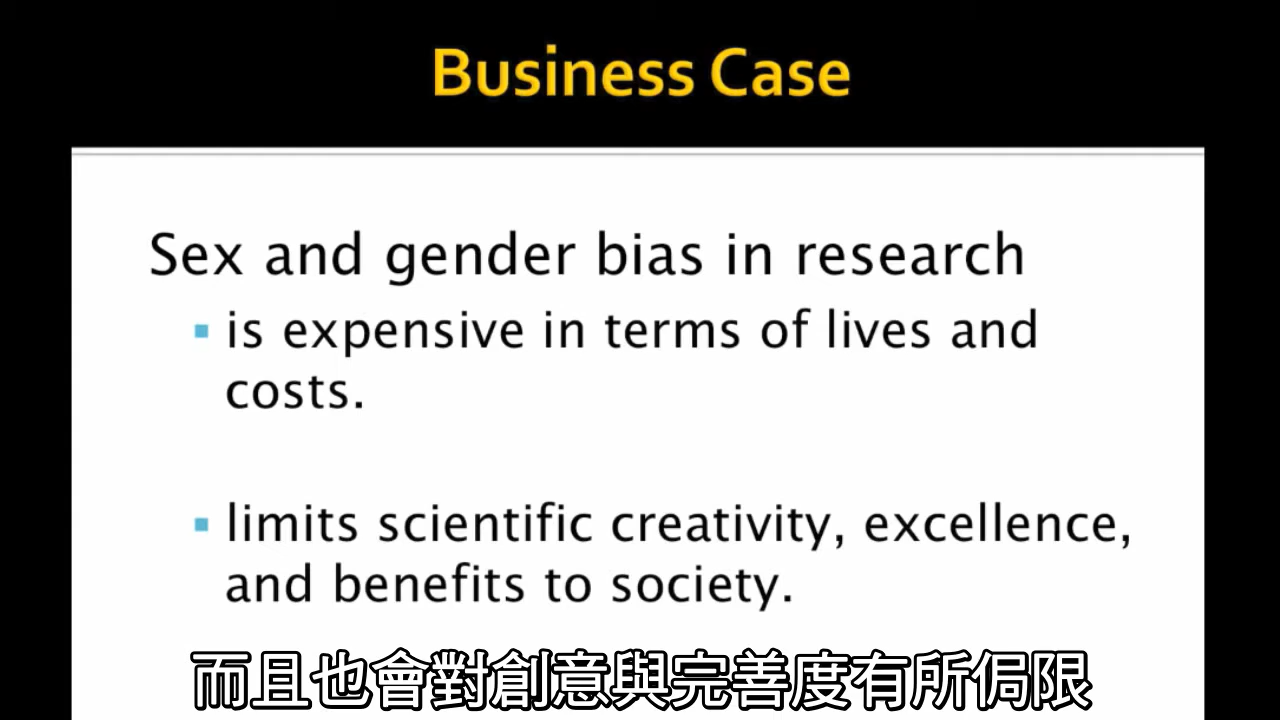 Business Case
Sex and gender bias in research
▪ is expensive in terms of lives and
costs.
▪ limits scientific creativity, excellence,
and benefits to society.
而且也會對創意與完善度有所侷限